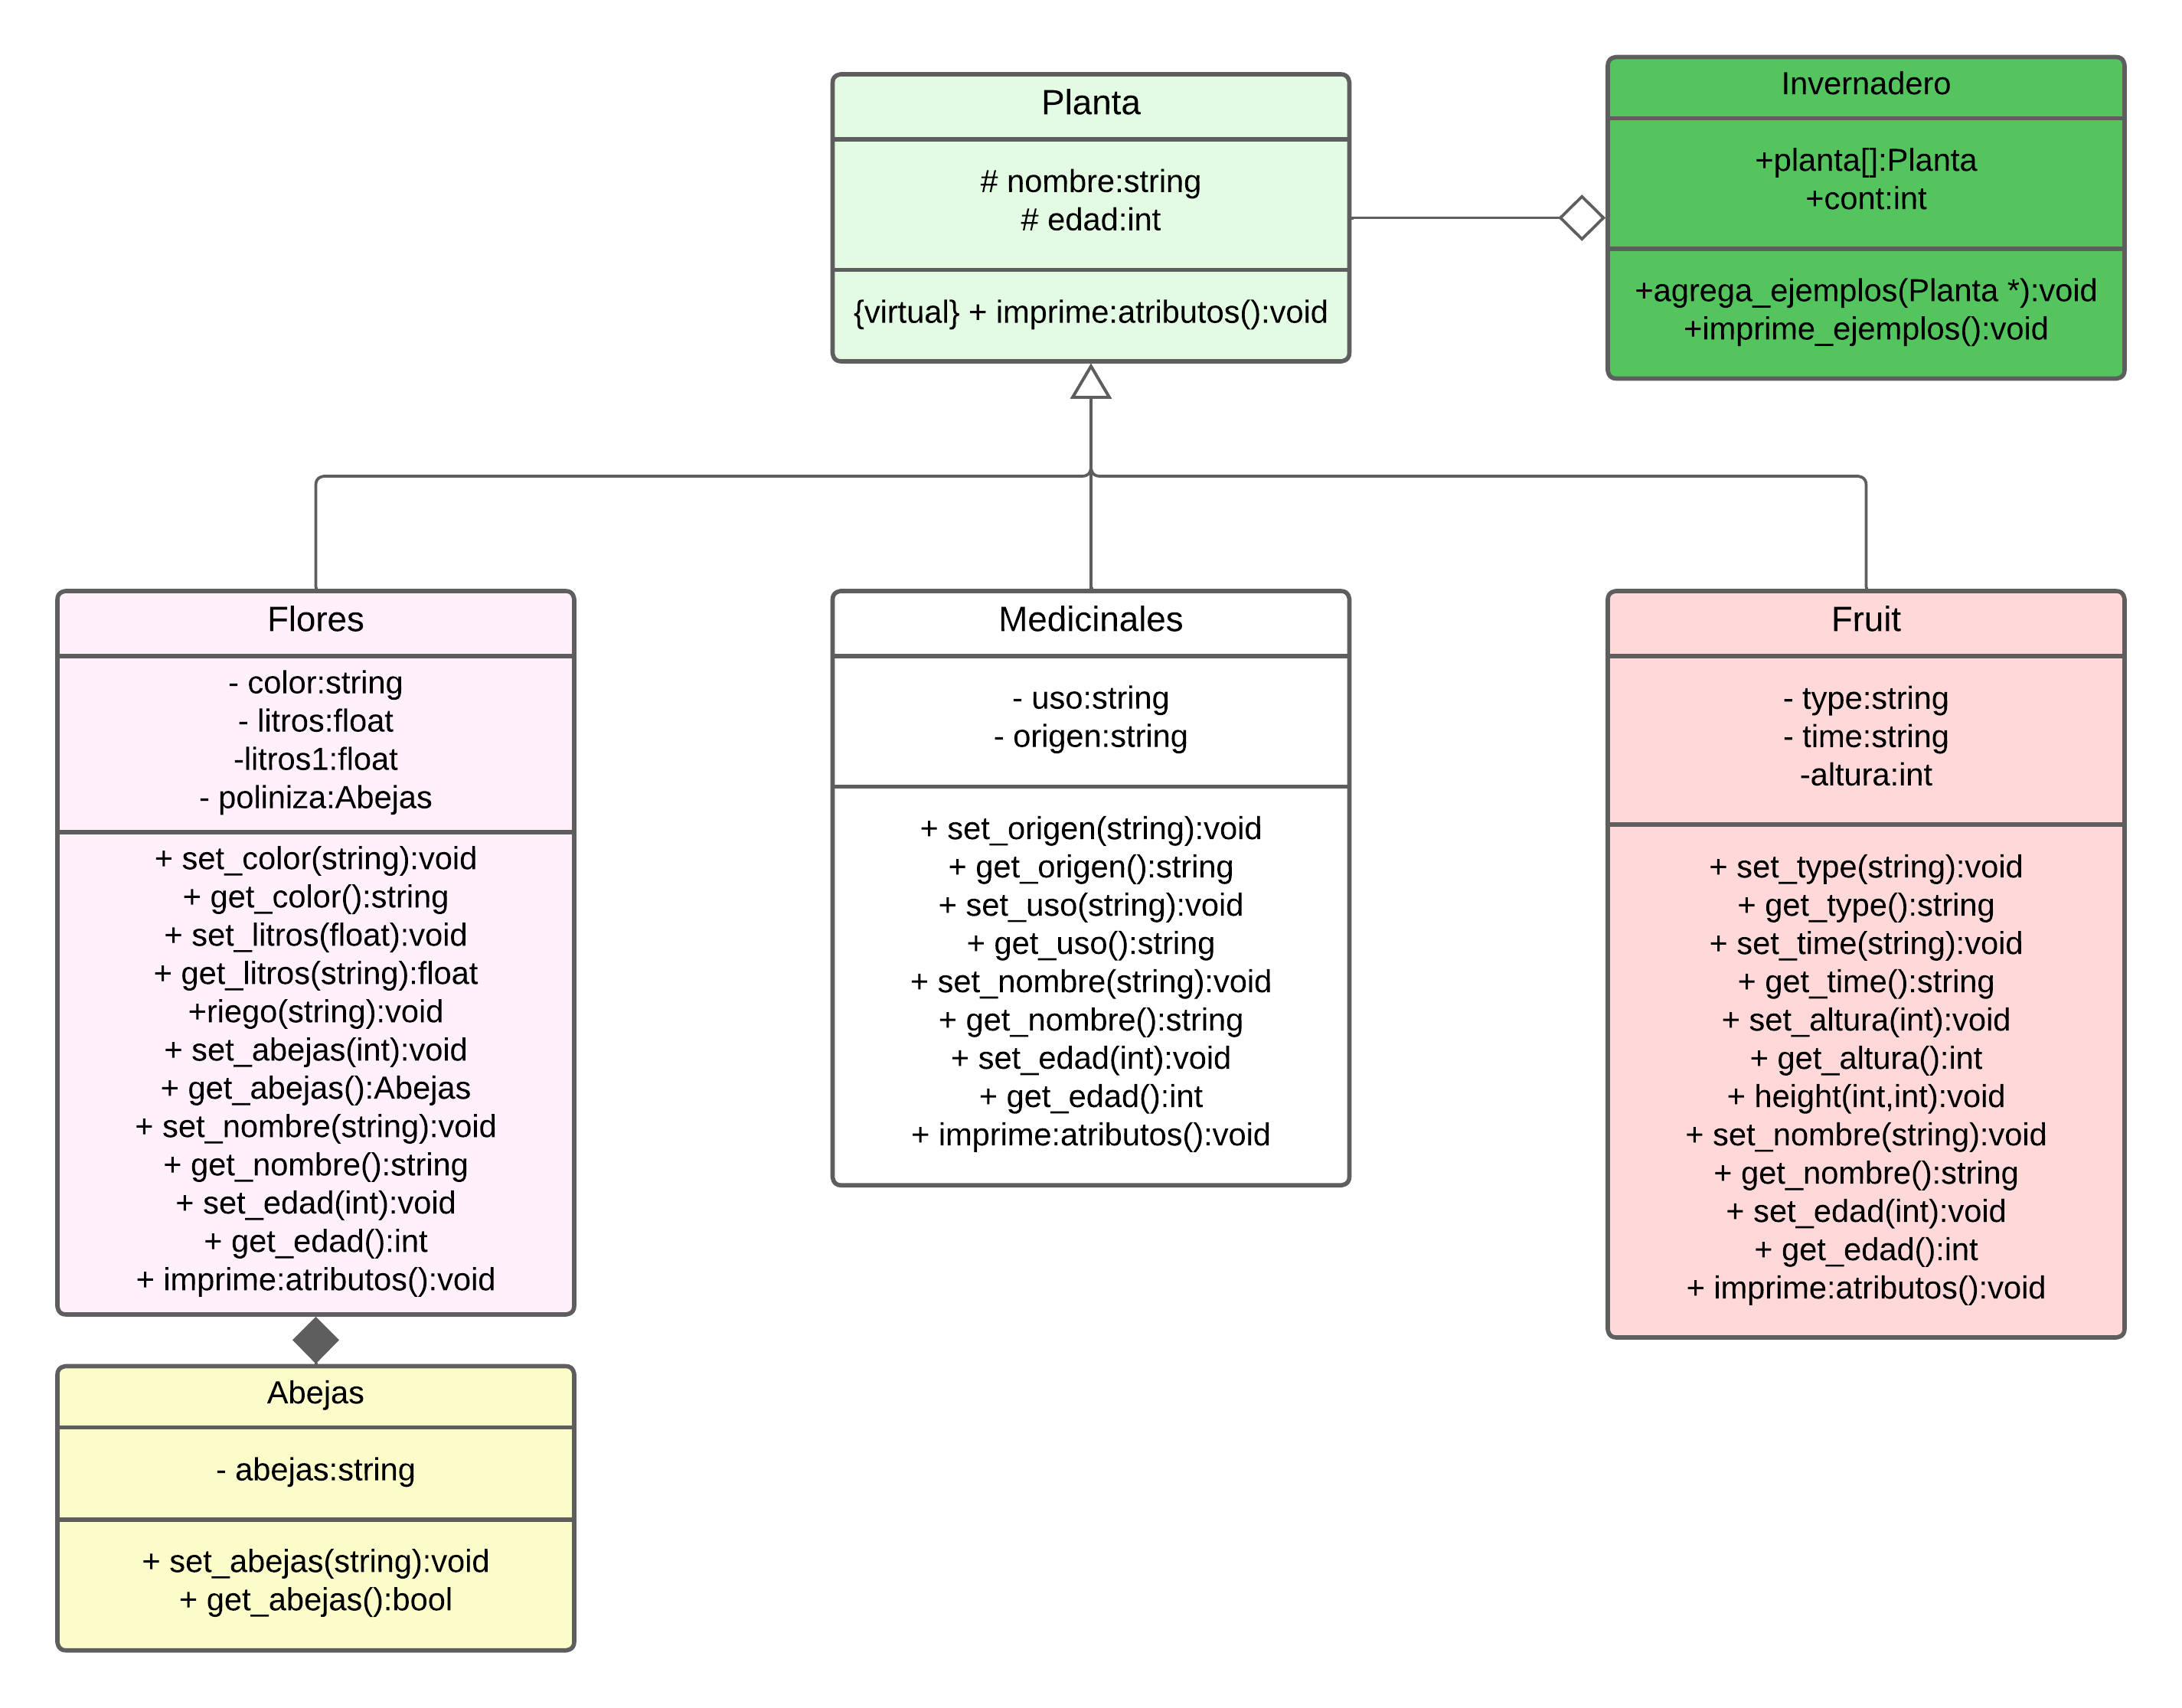 Planta
# nombre:string
# edad:int
{virtual} + imprime:atributos():void
Invernadero
+planta[]:Planta
+cont:int
+agrega_ejemplos(Planta *):void
+imprime_ejemplos():void
Flores
- color:string
- litros:float
-litros1:float
- poliniza:Abejas
+ set_color(string):void
+ get_color():string
+ set_litros(float):void
+ get_litros(string):float
+riego(string):void
+ set_abejas(int):void
+ get_abejas():Abejas
+ set_nombre(string):void
+ get_nombre():string
+ set_edad(int):void
+ get_edad():int
+ imprime:atributos():void
Medicinales
- uso:string
- origen:string
+ set_origen(string):void
+ get_origen():string
+ set_uso(string):void
+ get_uso():string
+ set_nombre(string):void
+ get_nombre():string
+ set_edad(int):void
+ get_edad():int
+ imprime:atributos():void
Fruit
- type:string
- time:string
-altura:int
+ set_type(string):void
+ get_type():string
+ set_time(string):void
+ get_time():string
+ set_altura(int):void
+ get_altura():int
+ height(int,int):void
+ set_nombre(string):void
+ get_nombre():string
+ set_edad(int):void
+ get_edad():int
+ imprime:atributos():void
Abejas
- abejas:string
+ set_abejas(string):void
+ get_abejas():bool